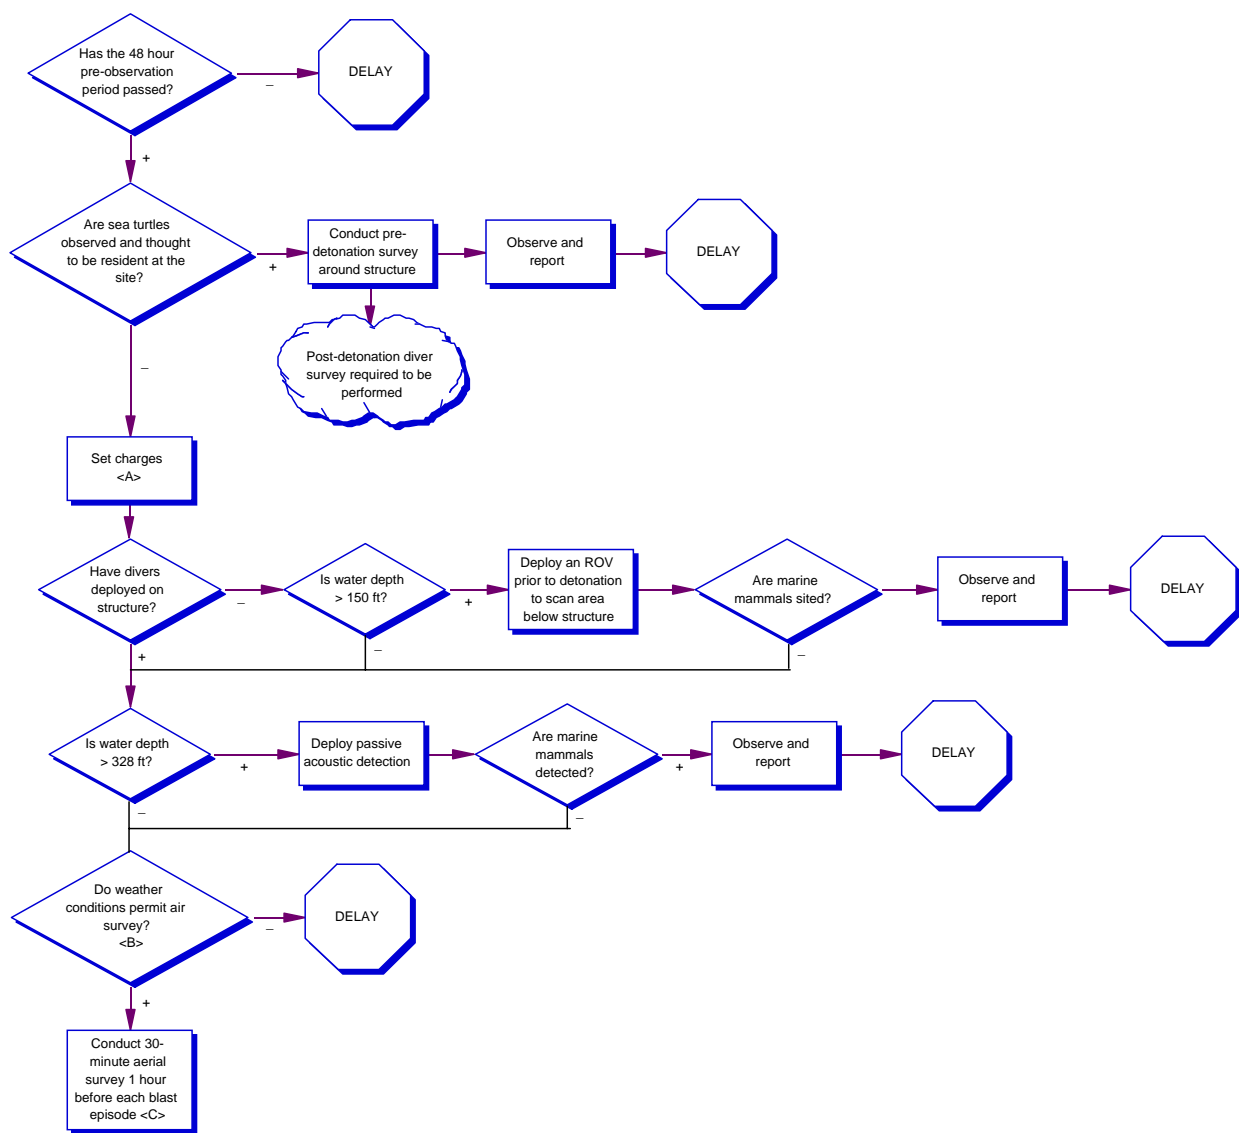 Has the 48 hour
pre-observation
period passed?
DELAY
–
+
Are sea turtles
observed and thought
to be resident at the
site?
+
Conduct pre-
detonation survey
around structure
Observe and
report
DELAY
Post-detonation diver
survey required to be
performed
–
Set charges
<A>
Have divers
deployed on
structure?
–
Is water depth
> 150 ft?
+
Deploy an ROV
prior to detonation
to scan area
below structure
Are marine
mammals sited?
Observe and
report
DELAY
+
–
–
Is water depth
> 328 ft?
+
Deploy passive
acoustic detection
Are marine
mammals
detected?
+
Observe and
report
DELAY
–
–
Do weather
conditions permit air
survey?
<B>
–
DELAY
+
Conduct 30-
minute aerial
survey 1 hour
before each blast
episode <C>